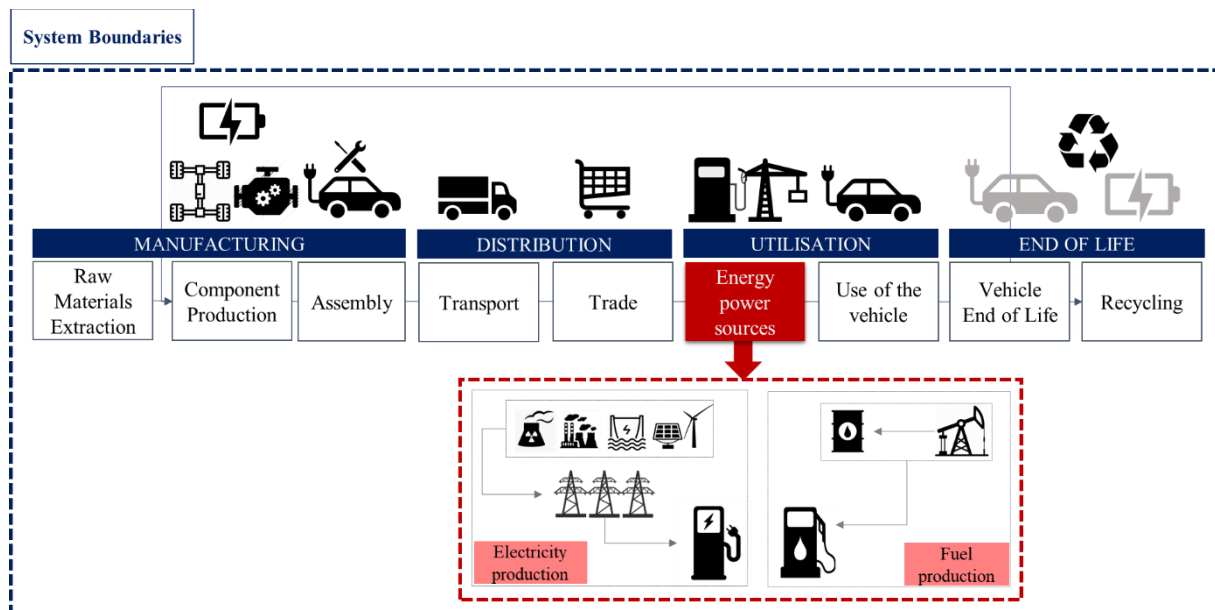 System Boundaries
MANUFACTURING
DISTRIBUTION
UTILISATION
END OF LIFE
Raw
Materials
Extraction
Component
Production
Assembly
Transport
Trade
Energy
power
sources
Use of the
vehicle
Vehicle
End of Life
Recycling
Electricity
production
Fuel
production